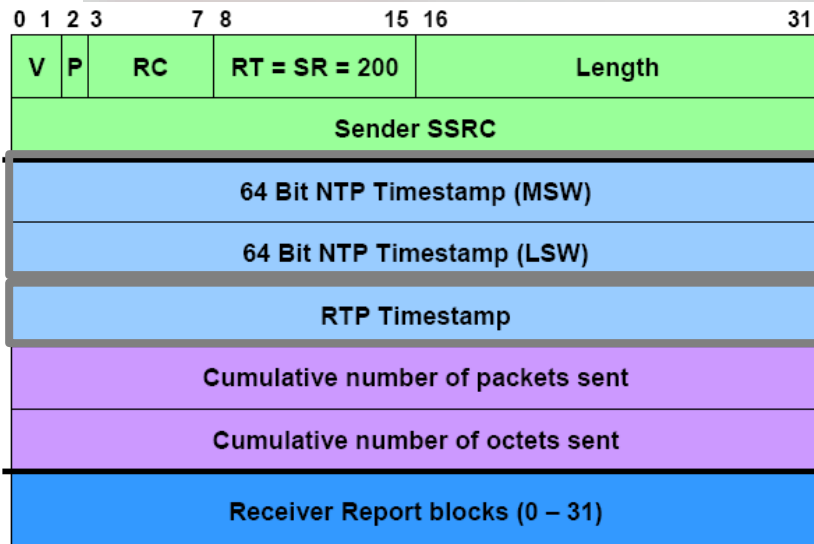 0 1 2 3 7 8 15 16 31
V P RC RT = SR = 200 Length
Sender SSRC
64 Bit NTP Timestamp (MSW)
64 Bit NTP Timestamp (LSW)
RTP Timestamp
Cumulative number of packets sent
Cumulative number of octets sent
Receiver Report blocks (0 – 31)